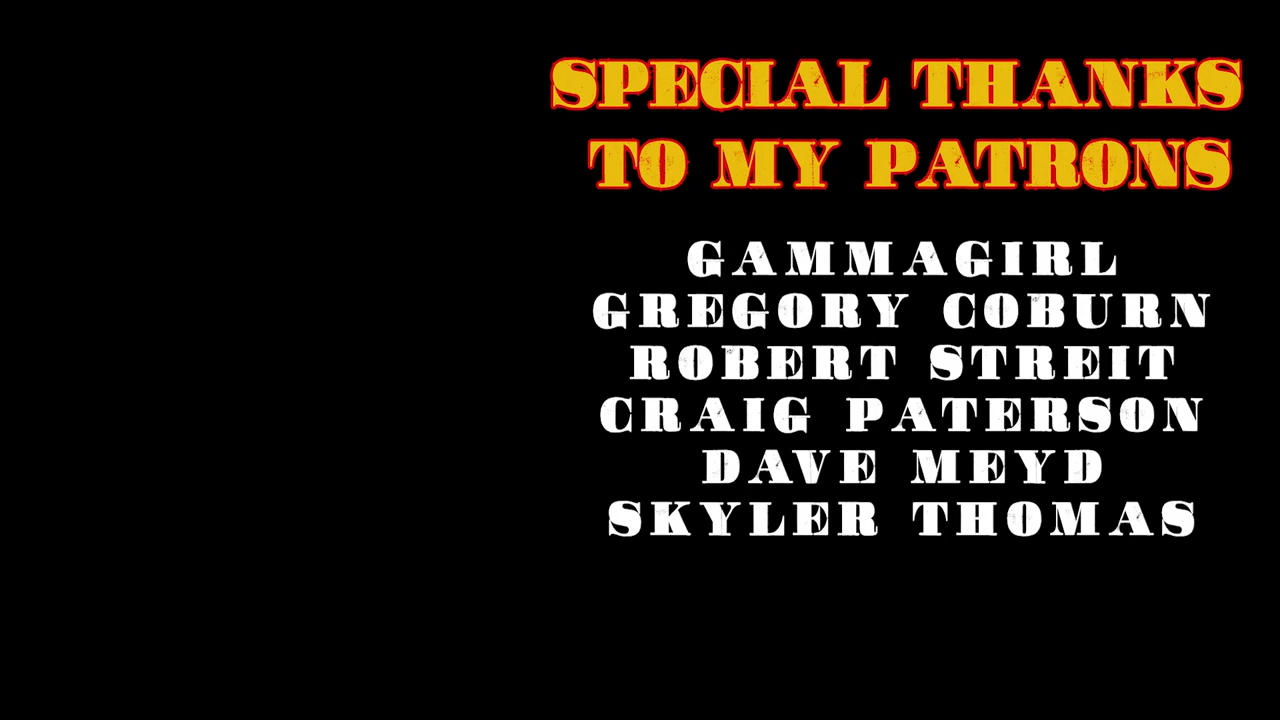 SPECIAL THANKS
TO MY PATRONS
GAMMAGIRL
GREGORY COBURN
ROBERT STREIT
CRAIG PATERSON
DAVE MEYD
SKYLER THOMAS